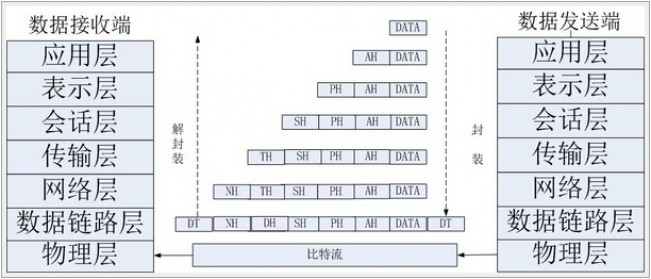 数据接收端
应用层
表示层
会话层
传输层
网络层
数据链路层
物理层
解封装
DATA
AH DATA
PH AH DATA
SH PH AH DATA
TH SH PH AH DATA
NH TH SH PH AH DATA
DT NH DH SH PH AH DATA DT
比特流
封装
数据发送端
应用层
表示层
会话层
传输层
网络层
数据链路层
物理层